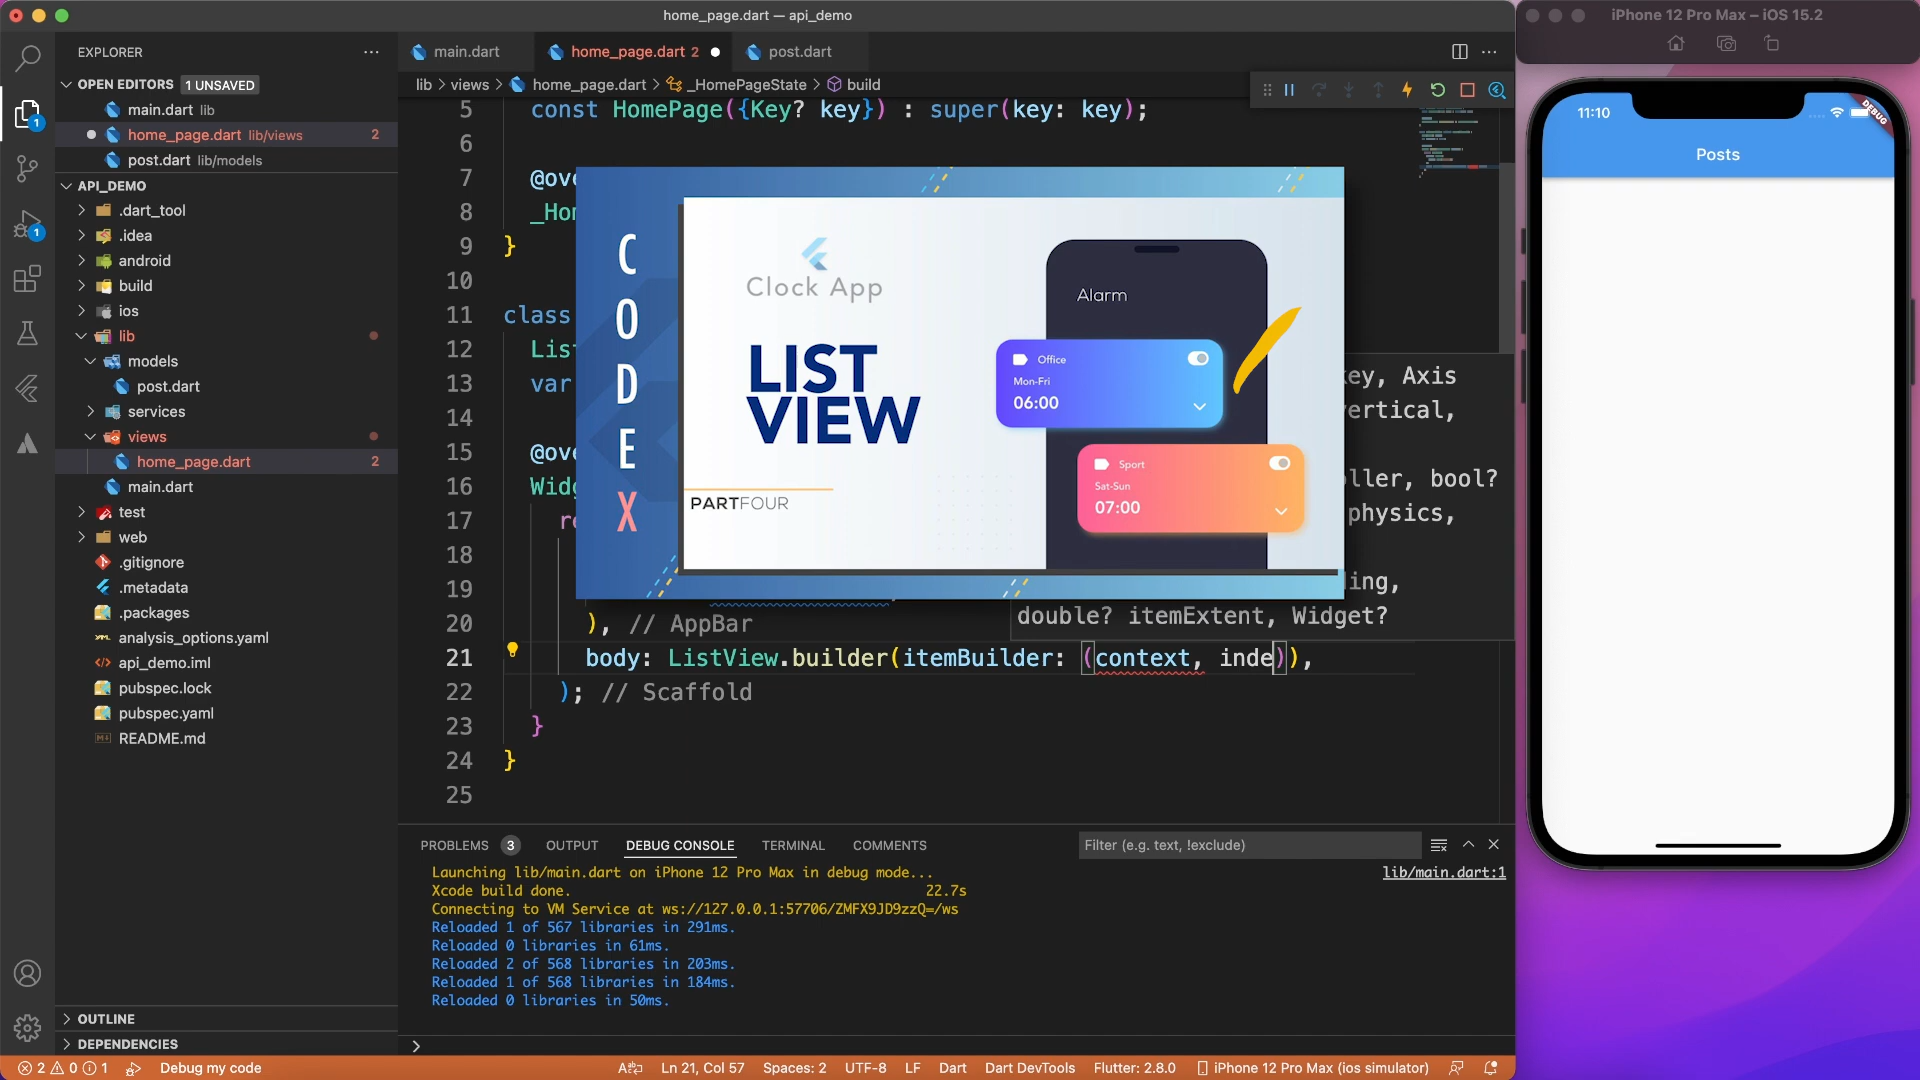 home_page.dart — api_demo
iPhone 12 Pro Max – iOS 15.2
EXPLORER
main.dart
home_page.dart 2
post.dart
OPEN EDITORS
1 UNSAVED
main.dart lib
home_page.dart lib/views 2
post.dart lib/models
API_DEMO
.dart_tool
.idea
android
build
ios
lib
models
post.dart
services
views
home_page.dart 2
main.dart
test
web
.gitignore
.metadata
.packages
analysis_options.yaml
api_demo.iml
pubspec.lock
pubspec.yaml
README.md
OUTLINE
DEPENDENCIES
1
1
lib > views > home_page.dart > _HomePageState > build
5 const HomePage({Key? key}) : super(key: key);
6
7 @ove
8 _Hom
9 }
10
11 class
12 List
13 var
14
15 @ove
16 Widg
17 re
18
19
20 ), // AppBar
21 body: ListView.builder(itemBuilder: (context, inde)),
22 ); // Scaffold
23 }
24 }
25
key, Axis
vertical,
oller, bool?
physics,
ing,
double? itemExtent, Widget?
CODEX
Clock App
LIST
VIEW
PARTFOUR
Alarm
Office
Mon-Fri
06:00
Sport
Sat-Sun
07:00
PROBLEMS 3 OUTPUT DEBUG CONSOLE TERMINAL COMMENTS
Filter (e.g. text, !exclude)
Launching lib/main.dart on iPhone 12 Pro Max in debug mode...
lib/main.dart:1
Xcode build done. 22.7s
Connecting to VM Service at ws://127.0.0.1:57706/ZMFX9JD9zzQ=/ws
Reloaded 1 of 567 libraries in 291ms.
Reloaded 0 libraries in 61ms.
Reloaded 2 of 568 libraries in 203ms.
Reloaded 1 of 568 libraries in 184ms.
Reloaded 0 libraries in 50ms.
2 0 1 Debug my code
Ln 21, Col 57 Spaces: 2 UTF-8 LF Dart Dart DevTools Flutter: 2.8.0 iPhone 12 Pro Max (ios simulator)
11:10
DEBUG
Posts